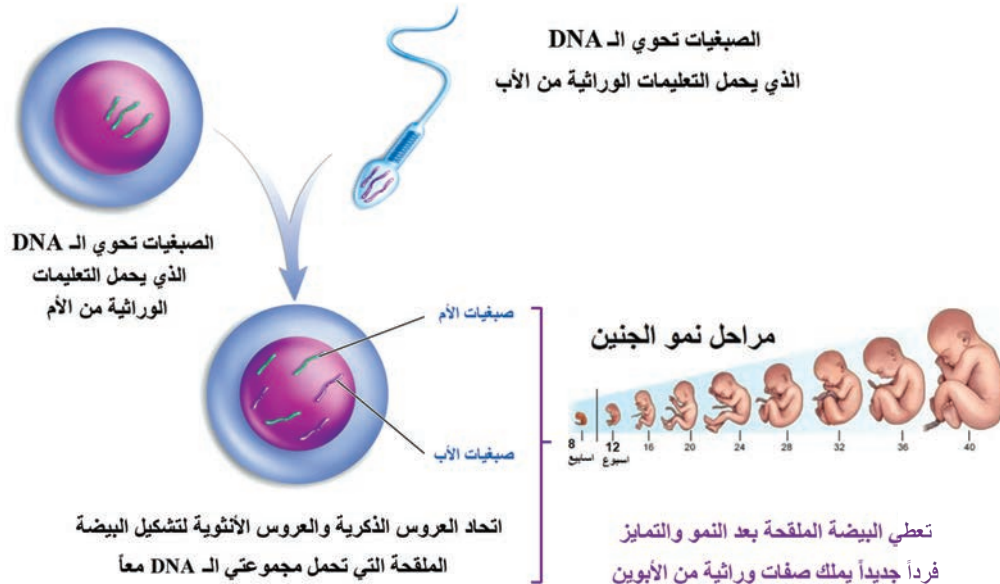 الصبغيات تحوي الـ DNA
الذي يحمل التعليمات الوراثية من الأب
الصبغيات تحوي الـ DNA
الذي يحمل التعليمات
الوراثية من الأم
صبغيات الأم
صبغيات الأب
مراحل نمو الجنين
8 12 16 20 24 28 32 36 40
اسابيع اسبوع
اتحاد العروس الذكرية والعروس الأنثوية لتشكيل البيضة
الملقحة التي تحمل مجموعتي الـ DNA معاً
تعطي البيضة الملقحة بعد النمو والتمايز
فرداً جديداً يملك صفات وراثية من الأبوين